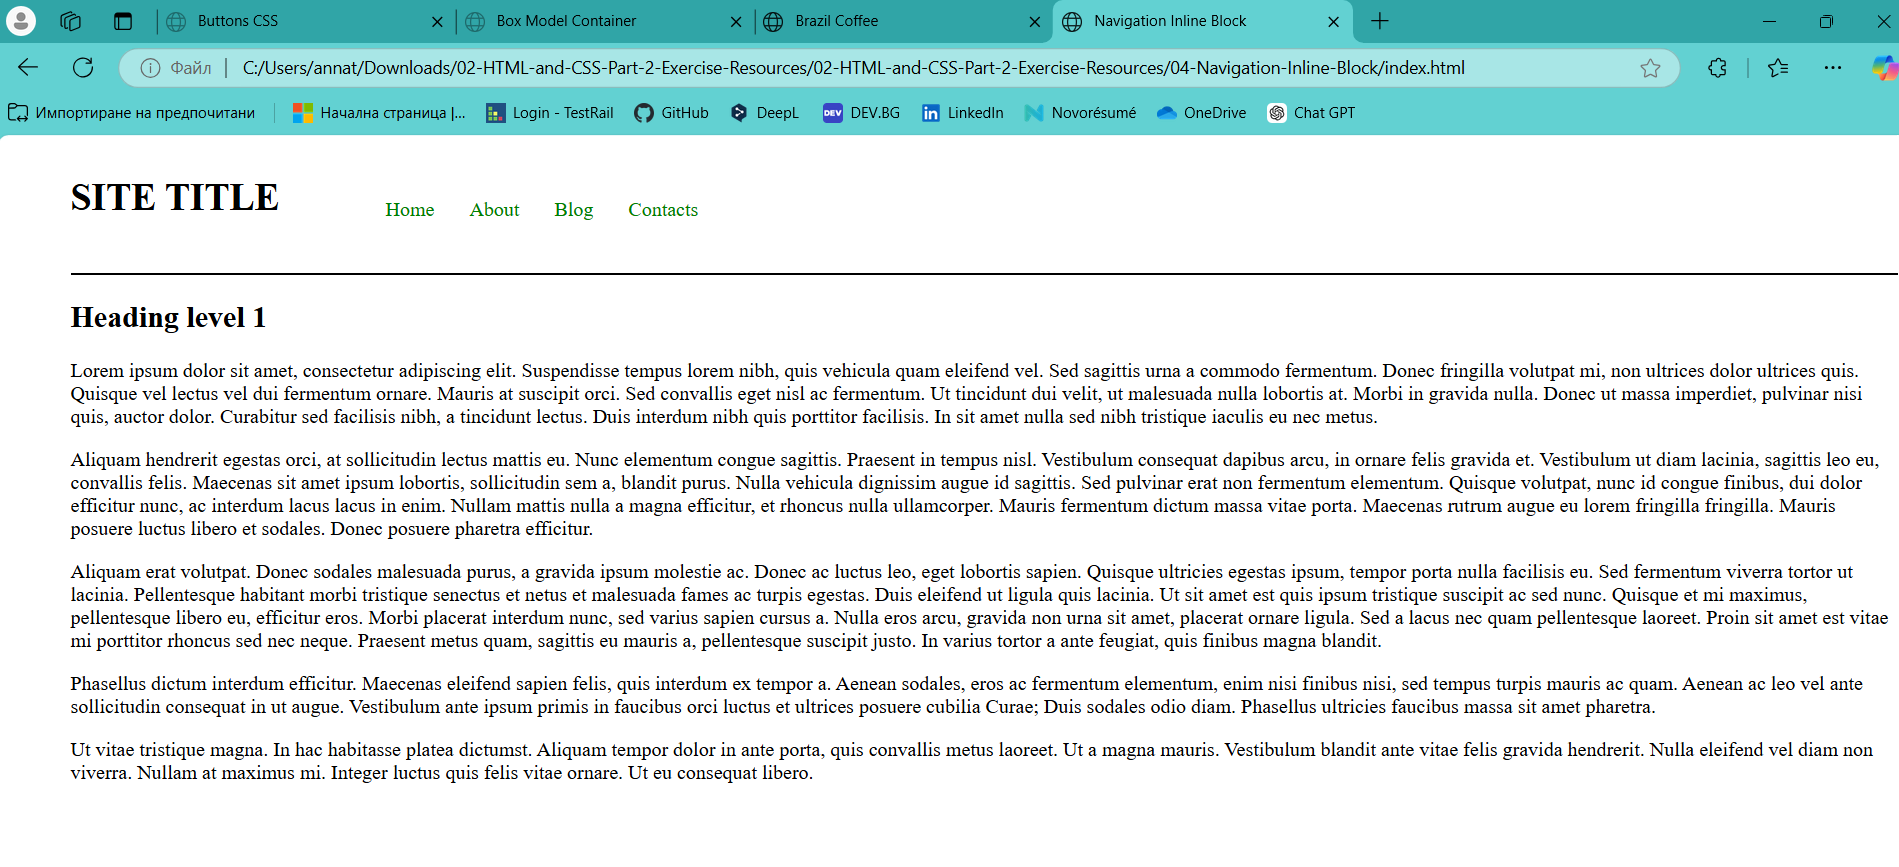 Buttons CSS
Box Model Container
Brazil Coffee
Navigation Inline Block
Файл
C:/Users/annat/Downloads/02-HTML-and-CSS-Part-2-Exercise-Resources/02-HTML-and-CSS-Part-2-Exercise-Resources/04-Navigation-Inline-Block/index.html
Импортиране на предпочитани
Начална страница |...
Login - TestRail
GitHub
DeepL
DEV
DEV.BG
LinkedIn
Novorésumé
OneDrive
Chat GPT
SITE TITLE
Home
About
Blog
Contacts
Heading level 1
Lorem ipsum dolor sit amet, consectetur adipiscing elit. Suspendisse tempus lorem nibh, quis vehicula quam eleifend vel. Sed sagittis urna a commodo fermentum. Donec fringilla volutpat mi, non ultrices dolor ultrices quis.
Quisque vel lectus vel dui fermentum ornare. Mauris at suscipit orci. Sed convallis eget nisl ac fermentum. Ut tincidunt dui velit, ut malesuada nulla lobortis at. Morbi in gravida nulla. Donec ut massa imperdiet, pulvinar nisi
quis, auctor dolor. Curabitur sed facilisis nibh, a tincidunt lectus. Duis interdum nibh quis porttitor facilisis. In sit amet nulla sed nibh tristique iaculis eu nec metus.
Aliquam hendrerit egestas orci, at sollicitudin lectus mattis eu. Nunc elementum congue sagittis. Praesent in tempus nisl. Vestibulum consequat dapibus arcu, in ornare felis gravida et. Vestibulum ut diam lacinia, sagittis leo eu,
convallis felis. Maecenas sit amet ipsum lobortis, sollicitudin sem a, blandit purus. Nulla vehicula dignissim augue id sagittis. Sed pulvinar erat non fermentum elementum. Quisque volutpat, nunc id congue finibus, dui dolor
efficitur nunc, ac interdum lacus lacus in enim. Nullam mattis nulla a magna efficitur, et rhoncus nulla ullamcorper. Mauris fermentum dictum massa vitae porta. Maecenas rutrum augue eu lorem fringilla fringilla. Mauris
posuere luctus libero et sodales. Donec posuere pharetra efficitur.
Aliquam erat volutpat. Donec sodales malesuada purus, a gravida ipsum molestie ac. Donec ac luctus leo, eget lobortis sapien. Quisque ultricies egestas ipsum, tempor porta nulla facilisis eu. Sed fermentum viverra tortor ut
lacinia. Pellentesque habitant morbi tristique senectus et netus et malesuada fames ac turpis egestas. Duis eleifend ut ligula quis lacinia. Ut sit amet est quis ipsum tristique suscipit ac sed nunc. Quisque et mi maximus,
pellentesque libero eu, efficitur eros. Morbi placerat interdum nunc, sed varius sapien cursus a. Nulla eros arcu, gravida non urna sit amet, placerat ornare ligula. Sed a lacus nec quam pellentesque laoreet. Proin sit amet est vitae
mi porttitor rhoncus sed nec neque. Praesent metus quam, sagittis eu mauris a, pellentesque suscipit justo. In varius tortor a ante feugiat, quis finibus magna blandit.
Phasellus dictum interdum efficitur. Maecenas eleifend sapien felis, quis interdum ex tempor a. Aenean sodales, eros ac fermentum elementum, enim nisi finibus nisi, sed tempus turpis mauris ac quam. Aenean ac leo vel ante
sollicitudin consequat in ut augue. Vestibulum ante ipsum primis in faucibus orci luctus et ultrices posuere cubilia Curae; Duis sodales odio diam. Phasellus ultricies faucibus massa sit amet pharetra.
Ut vitae tristique magna. In hac habitasse platea dictumst. Aliquam tempor dolor in ante porta, quis convallis metus laoreet. Ut a magna mauris. Vestibulum blandit ante vitae felis gravida hendrerit. Nulla eleifend vel diam non
viverra. Nullam at maximus mi. Integer luctus quis felis vitae ornare. Ut eu consequat libero.